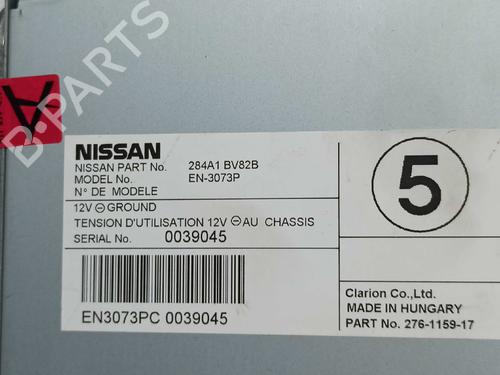 B-PARTS
A
NISSAN
NISSAN PART No. 284A1 BV82B
MODEL No. EN-3073P
N° DE MODELE
12V ⊖ GROUND
TENSION D'UTILISATION 12V ⊖ AU CHASSIS
SERIAL No. 0039045
EN3073PC 0039045
5
Clarion Co.,Ltd.
MADE IN HUNGARY
PART No. 276-1159-17